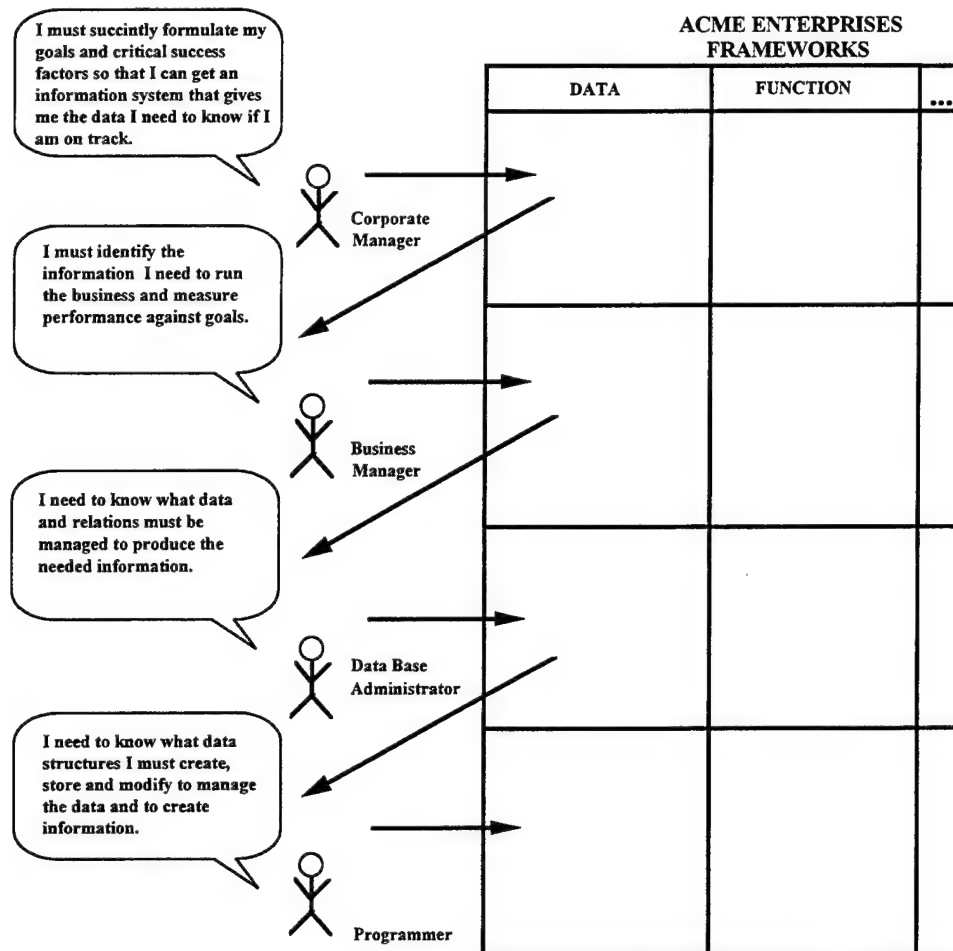 ACME ENTERPRISES
FRAMEWORKS
DATA
FUNCTION
...
I must succintly formulate my
goals and critical success
factors so that I can get an
information system that gives
me the data I need to know if I
am on track.
Corporate
Manager
I must identify the
information I need to run
the business and measure
performance against goals.
Business
Manager
I need to know what data
and relations must be
managed to produce the
needed information.
Data Base
Administrator
I need to know what data
structures I must create,
store and modify to manage
the data and to create
information.
Programmer